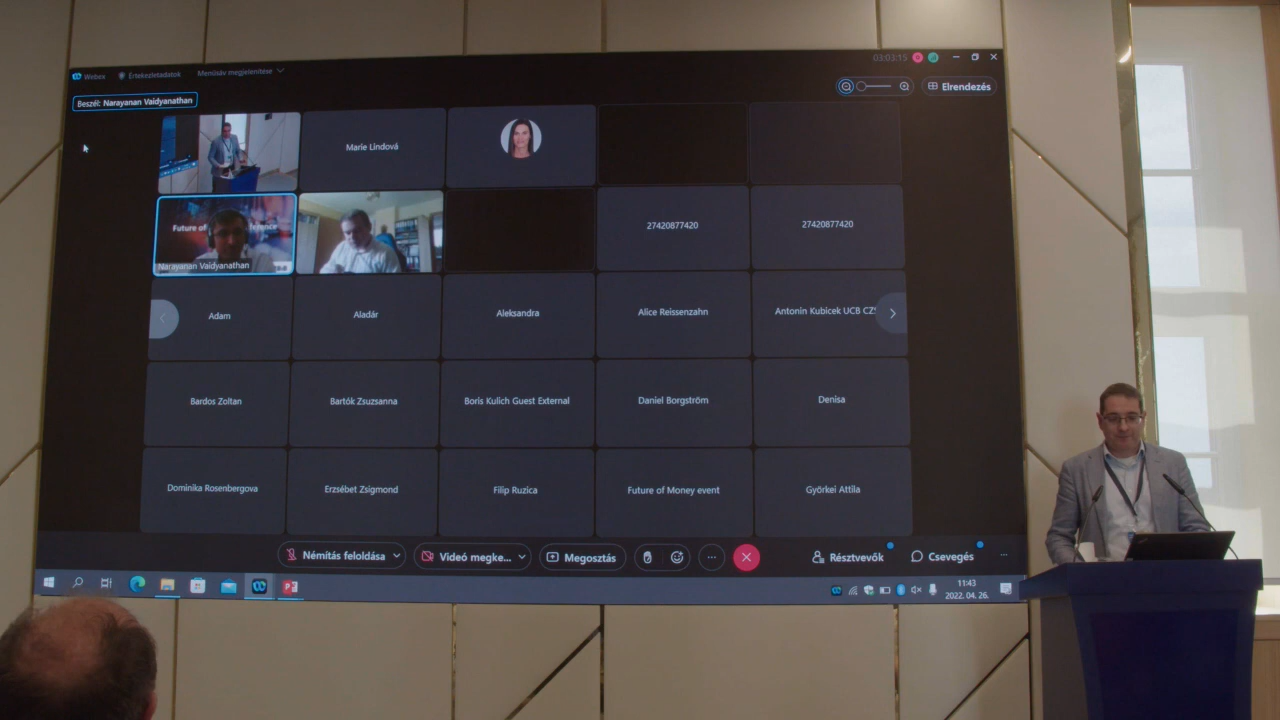 Webex
Értekezletadatok
Menüsáv megjelenítése
03:03:15
Beszél: Narayanan Vaidyanathan
Elrendezés
Marie Lindová
Future of
Narayanan Vaidyanathan
27420877420
27420877420
Adam
Aladár
Aleksandra
Alice Reissenzahn
Antonin Kubicek UCB CZS
Bardos Zoltan
Bartók Zsuzsanna
Boris Kulich Guest External
Daniel Borgström
Denisa
Dominika Rosenbergova
Erzsébet Zsigmond
Filip Ruzica
Future of Money event
Györkei Attila
Némítás feloldása
Videó megke...
Megosztás
Résztvevők
Csevegés
11:43
2022. 04. 26.